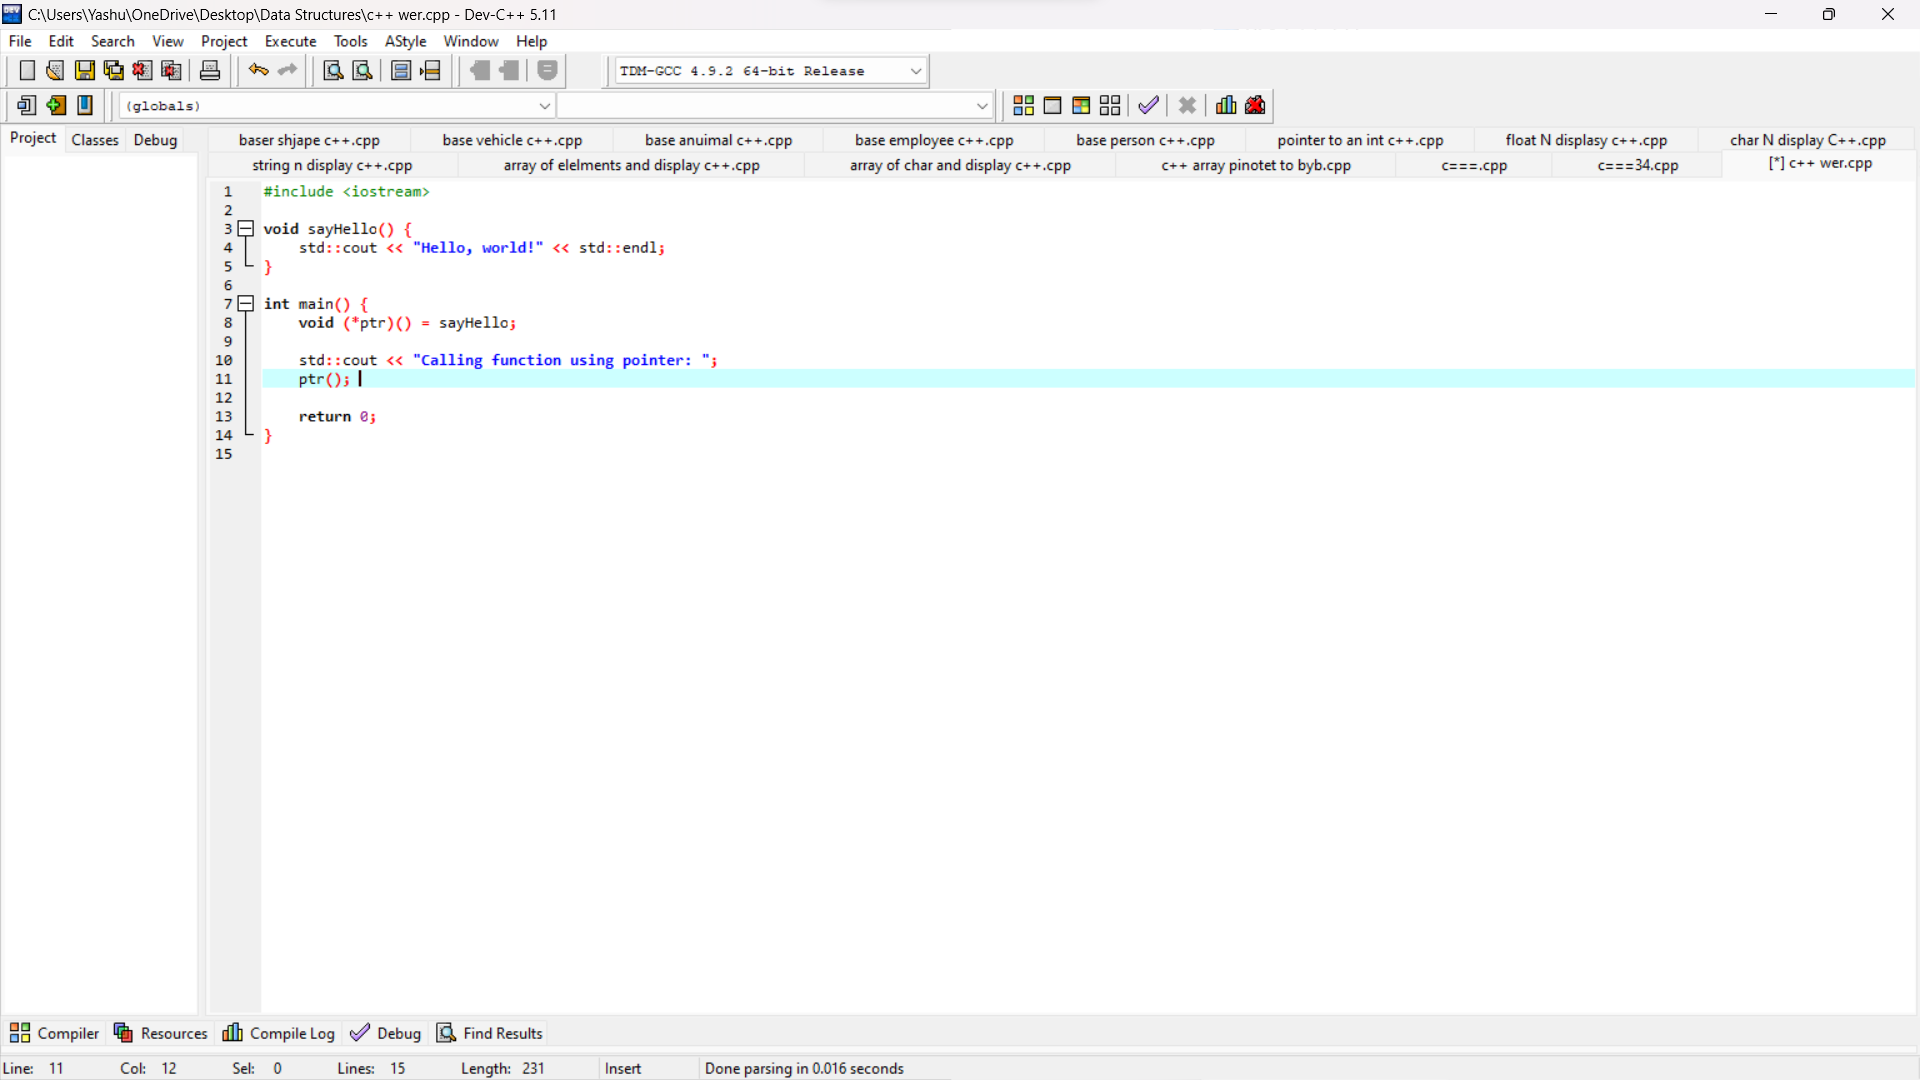 C:\Users\Yashu\OneDrive\Desktop\Data Structures\c++ wer.cpp - Dev-C++ 5.11
File Edit Search View Project Execute Tools AStyle Window Help
TDM-GCC 4.9.2 64-bit Release
(globals)
Project Classes Debug
baser shjape c++.cpp base vehicle c++.cpp base anuimal c++.cpp base employee c++.cpp base person c++.cpp pointer to an int c++.cpp float N displasy c++.cpp char N display C++.cpp
string n display c++.cpp array of elelments and display c++.cpp array of char and display c++.cpp c++ array pinotet to byb.cpp c===.cpp c===34.cpp [*] c++ wer.cpp
1 #include <iostream>
2
3 void sayHello() {
4 std::cout << "Hello, world!" << std::endl;
5 }
6
7 int main() {
8 void (*ptr)() = sayHello;
9
10 std::cout << "Calling function using pointer: ";
11 ptr();
12
13 return 0;
14 }
15
Compiler Resources Compile Log Debug Find Results
Line: 11 Col: 12 Sel: 0 Lines: 15 Length: 231 Insert Done parsing in 0.016 seconds